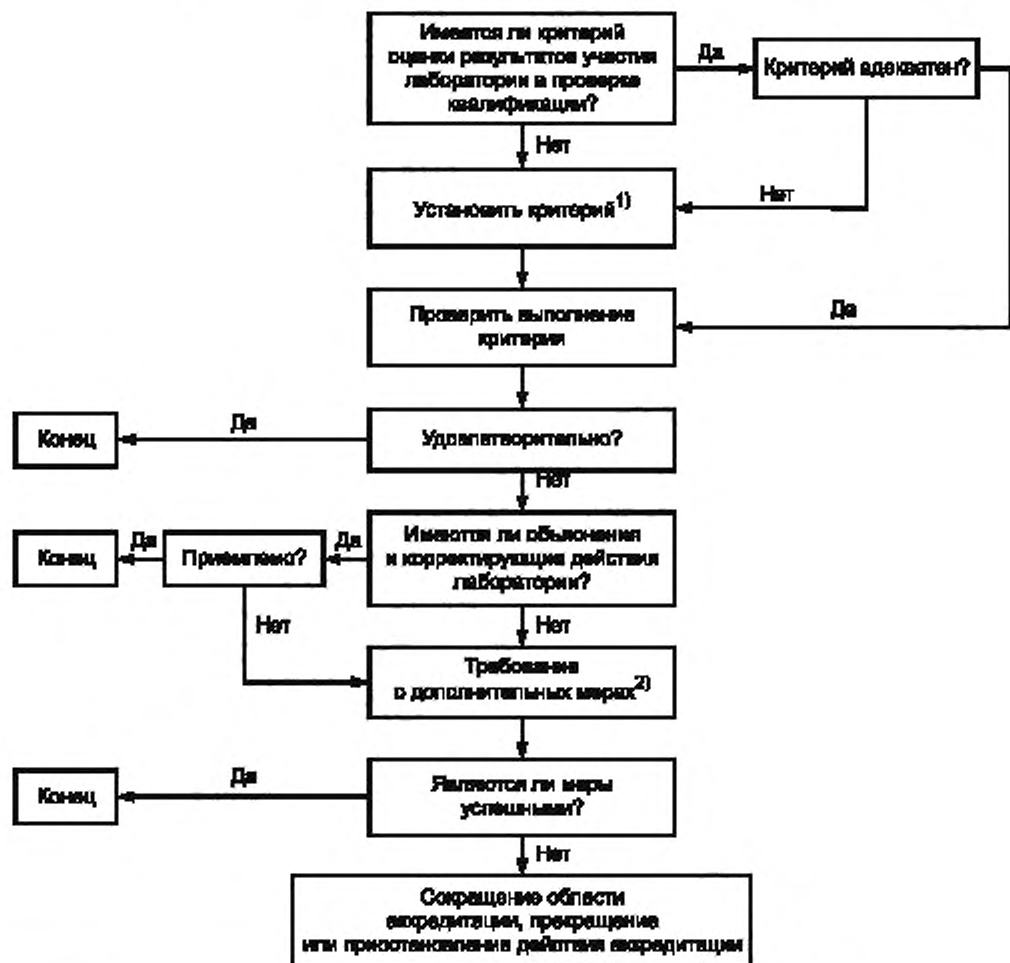 Имеется ли критерий
оценки результатов участия
лаборатории в проверке
квалификации?
Да
Критерий адекватен?
Нет
Установить критерий1)
Нет
Проверить выполнение
критерия
Да
Удовлетворительно?
Да
Конец
Нет
Имеются ли объяснения
и корректирующие действия
лаборатории?
Да
Приемлемо?
Да
Конец
Нет
Нет
Требование
о дополнительных мерах2)
Являются ли меры
успешными?
Да
Конец
Нет
Сокращение области
аккредитации, прекращение
или приостановление действия аккредитации